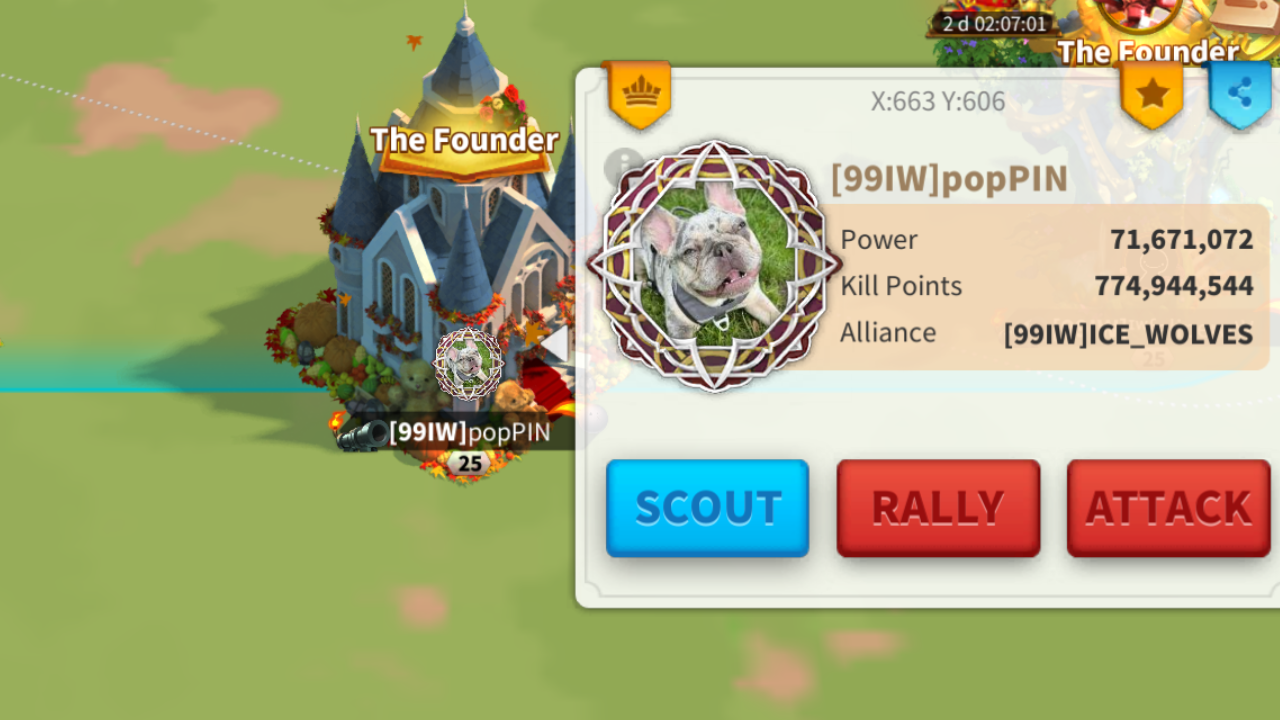 2 d 02:07:01
The Founder
X:663 Y:606
The Founder
[99IW]popPIN
Power 71,671,072
Kill Points 774,944,544
Alliance [99IW]ICE_WOLVES
[99IW]popPIN
25
SCOUT RALLY ATTACK